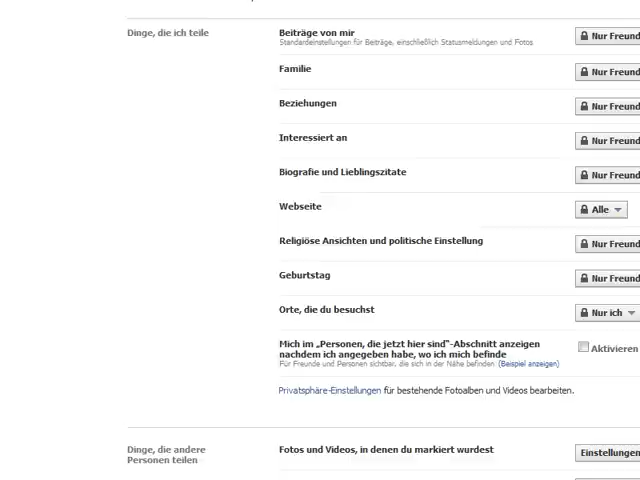 Dinge, die ich teile
Beiträge von mir
Standardeinstellungen für Beiträge, einschließlich Statusmeldungen und Fotos
Nur Freund
Familie
Nur Freund
Beziehungen
Nur Freund
Interessiert an
Nur Freund
Biografie und Lieblingszitate
Nur Freund
Webseite
Alle
Religiöse Ansichten und politische Einstellung
Nur Freund
Geburtstag
Nur Freund
Orte, die du besuchst
Nur ich
Mich im „Personen, die jetzt hier sind“-Abschnitt anzeigen
nachdem ich angegeben habe, wo ich mich befinde
Für Freunde und Personen sichtbar, die sich in der Nähe befinden (Beispiel anzeigen)
Aktivieren
Privatsphäre-Einstellungen für bestehende Fotoalben und Videos bearbeiten.
Dinge, die andere
Personen teilen
Fotos und Videos, in denen du markiert wurdest
Einstellungen